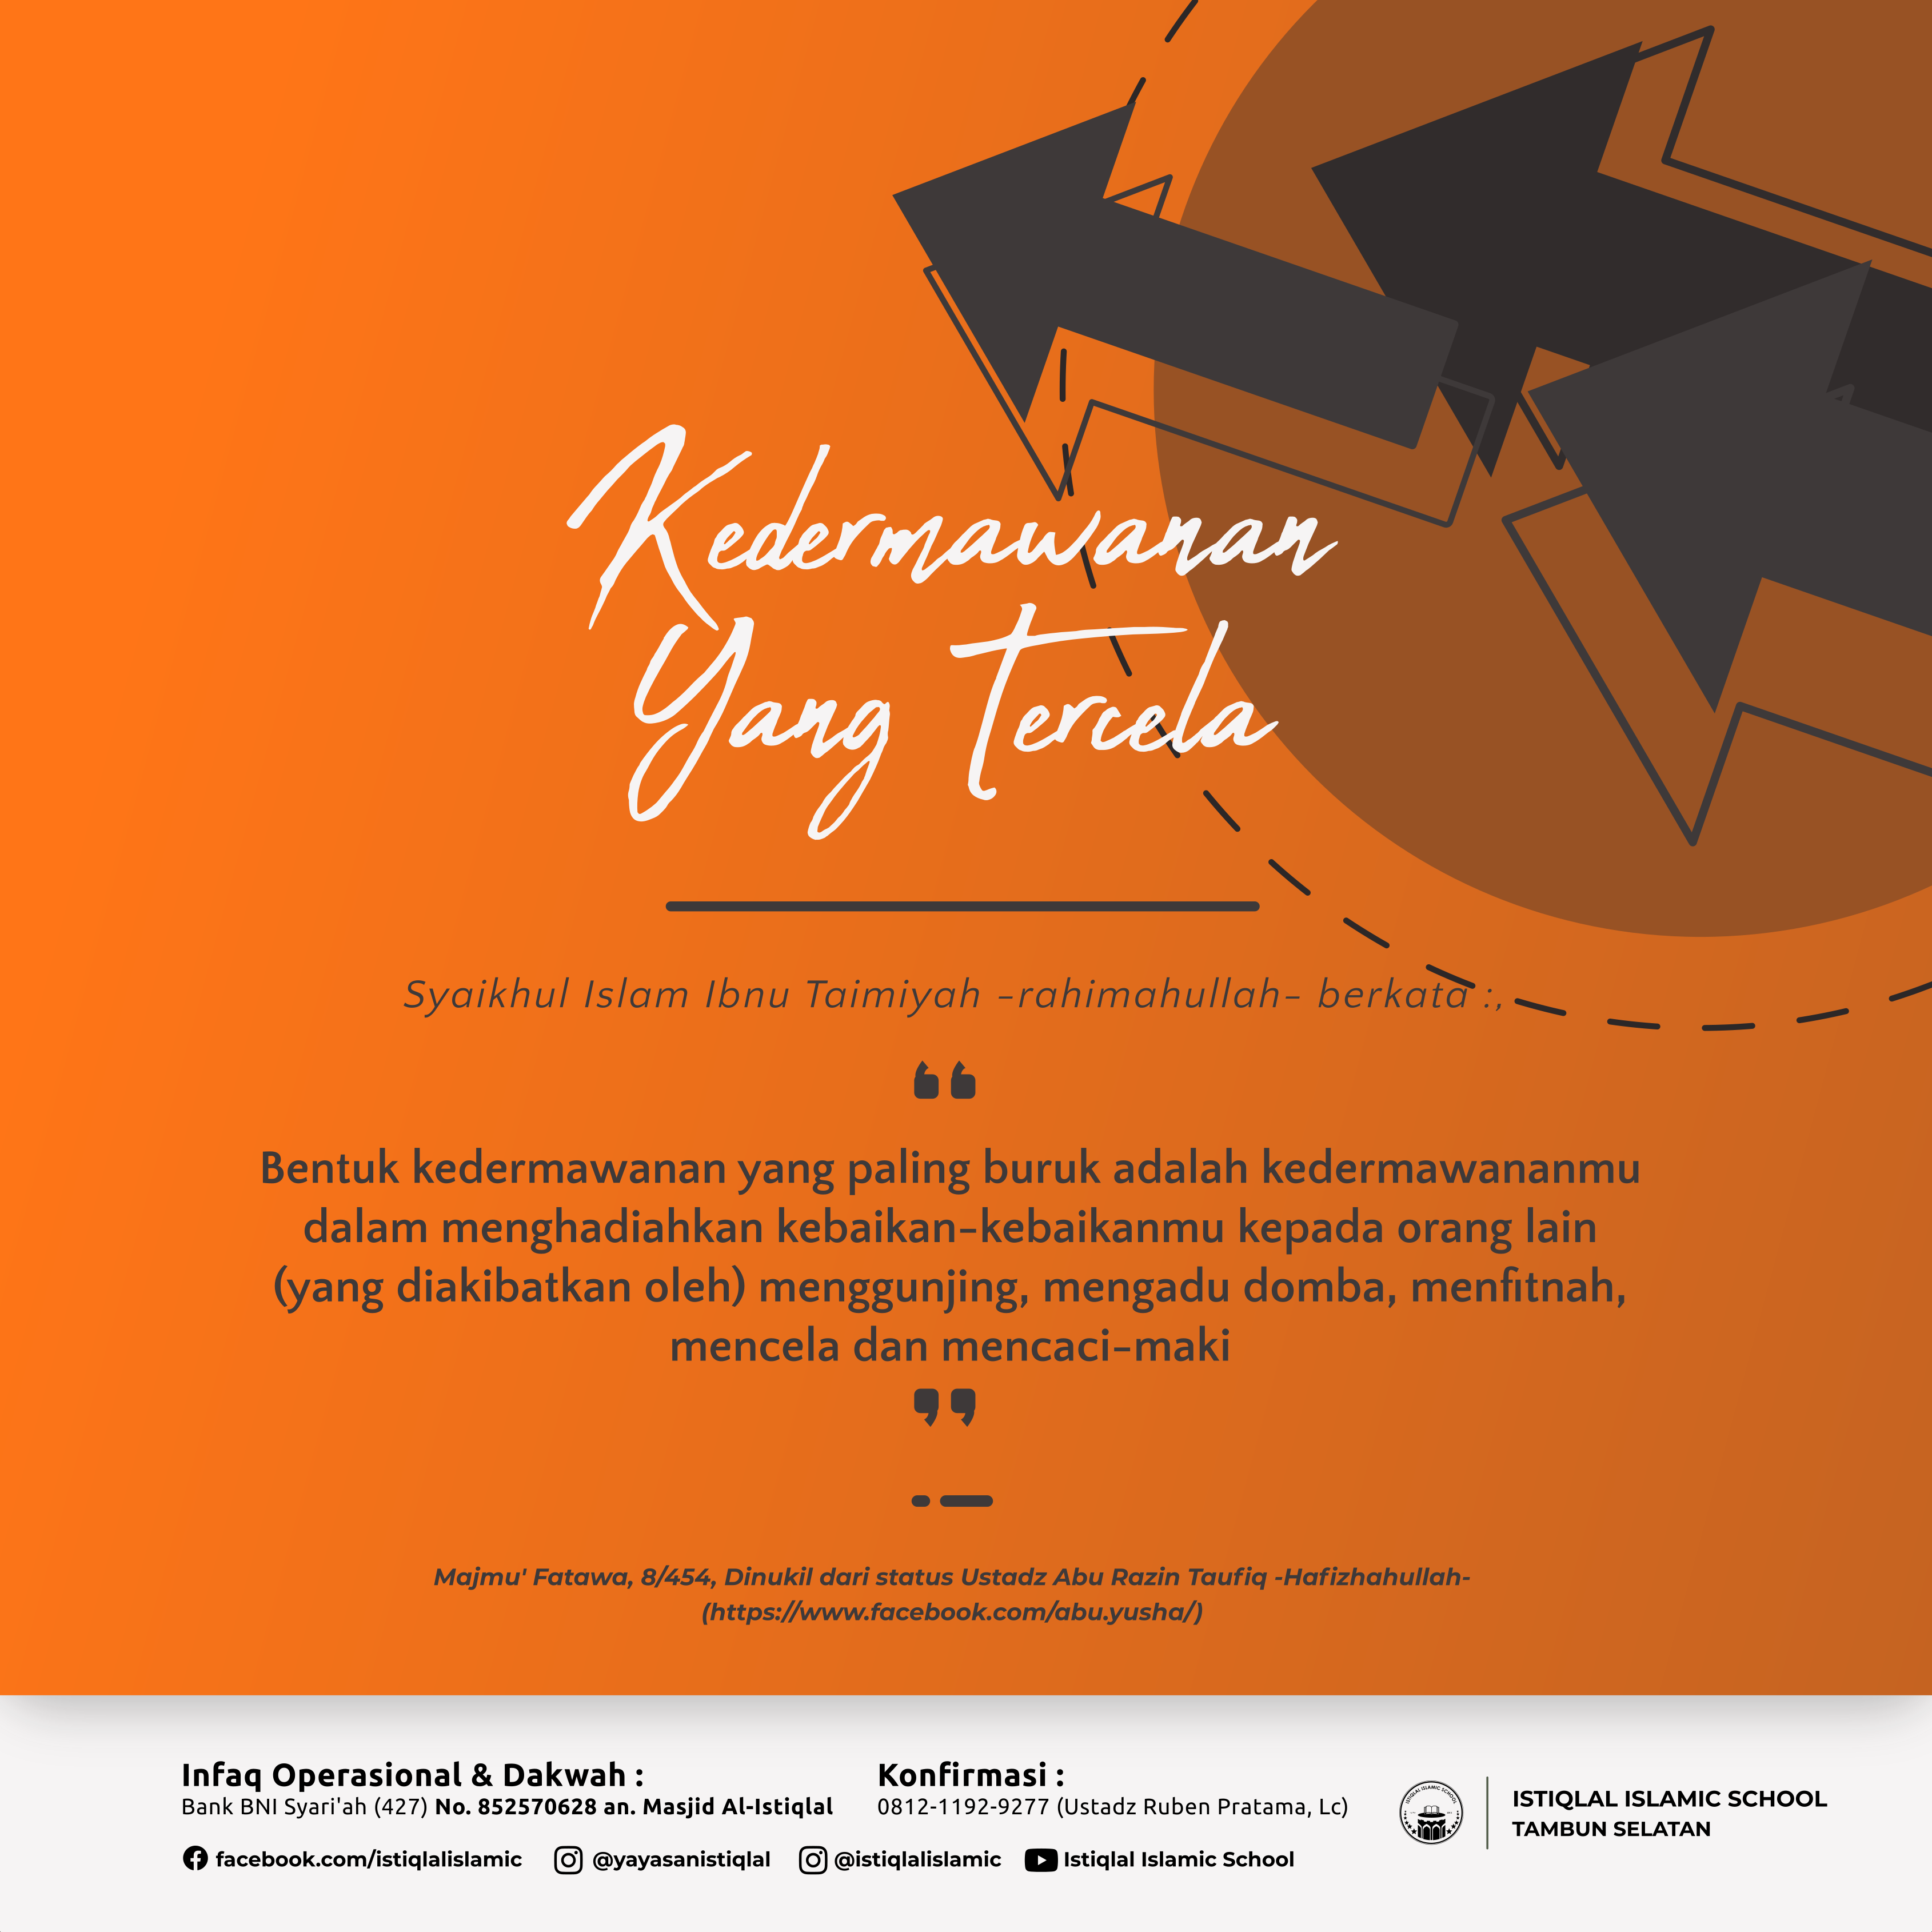 Kedermawanan
Yang Tercela
Syaikhul Islam Ibnu Taimiyah -rahimahullah- berkata :,
“
Bentuk kedermawanan yang paling buruk adalah kedermawananmu
dalam menghadiahkan kebaikan-kebaikanmu kepada orang lain
(yang diakibatkan oleh) menggunjing, mengadu domba, menfitnah,
mencela dan mencaci-maki
”
Majmu' Fatawa, 8/454, Dinukil dari status Ustadz Abu Razin Taufiq -Hafizhahullah-
(https://www.facebook.com/abu.yusha/)
Infaq Operasional & Dakwah :
Bank BNI Syari'ah (427) No. 852570628 an. Masjid Al-Istiqlal
Konfirmasi :
0812-1192-9277 (Ustadz Ruben Pratama, Lc)
facebook.com/istiqlalislamic
@yayasanistiqlal
@istiqlalislamic
Istiqlal Islamic School
ISTIQLAL ISLAMIC SCHOOL
ISTIQLAL ISLAMIC SCHOOL
TAMBUN SELATAN